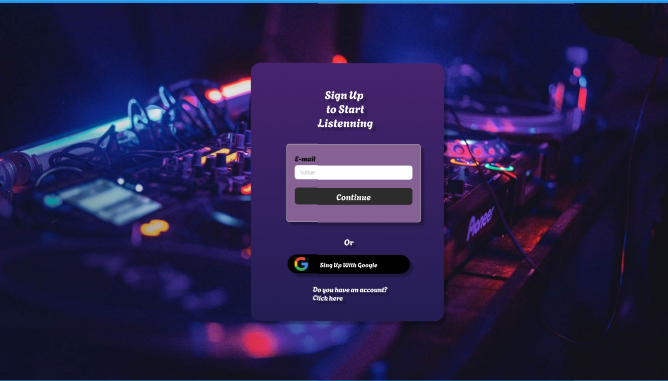 Sign Up
to Start
Listenning
E-mail
Value
Continue
Or
Sing Up With Google
Do you have an account?
Click here
Pioneer